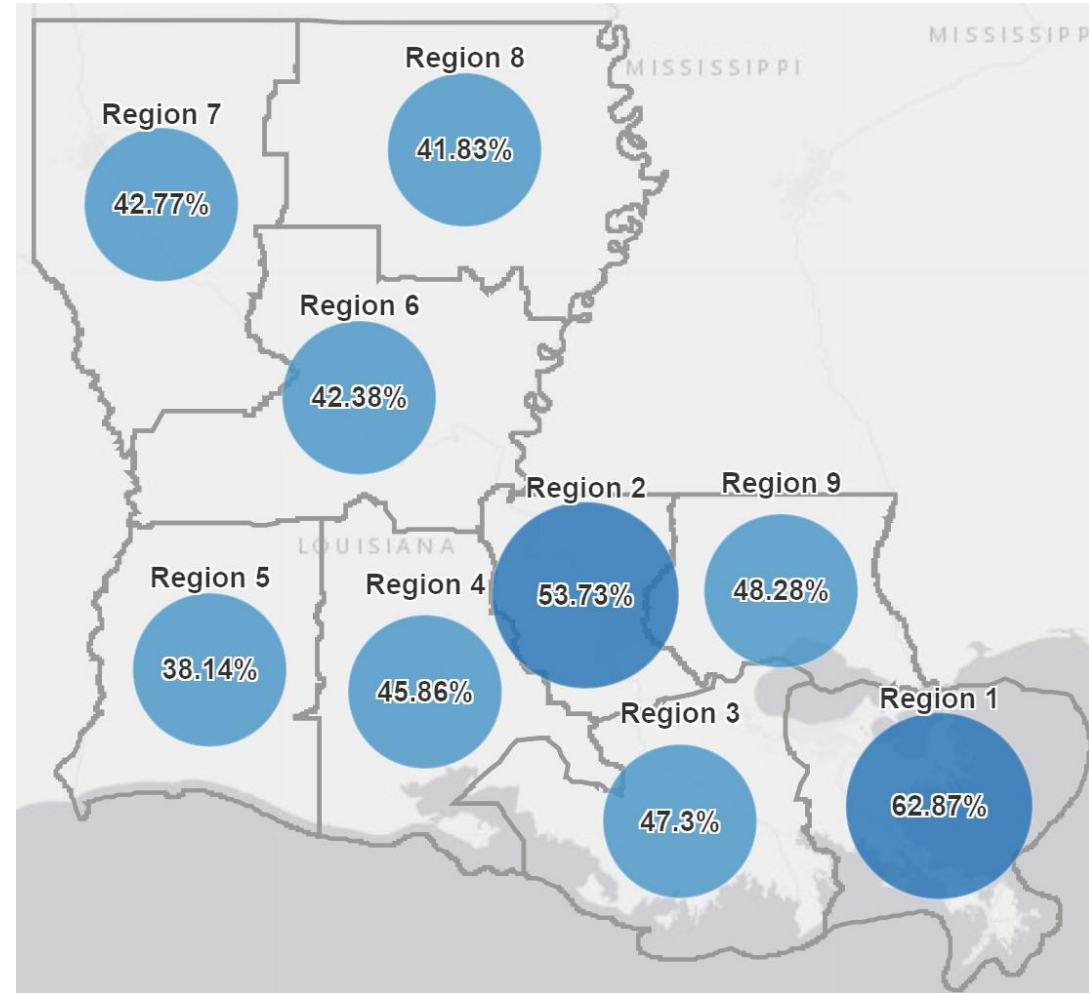 MISSISSIPP
Region 8
MISSISSIPPI
41.83%
Region 7
42.77%
Region 6
42.38%
Region 2
53.73%
Region 9
48.28%
LOUISIANA
Region 5
38.14%
Region 4
45.86%
Region 3
47.3%
Region 1
62.87%